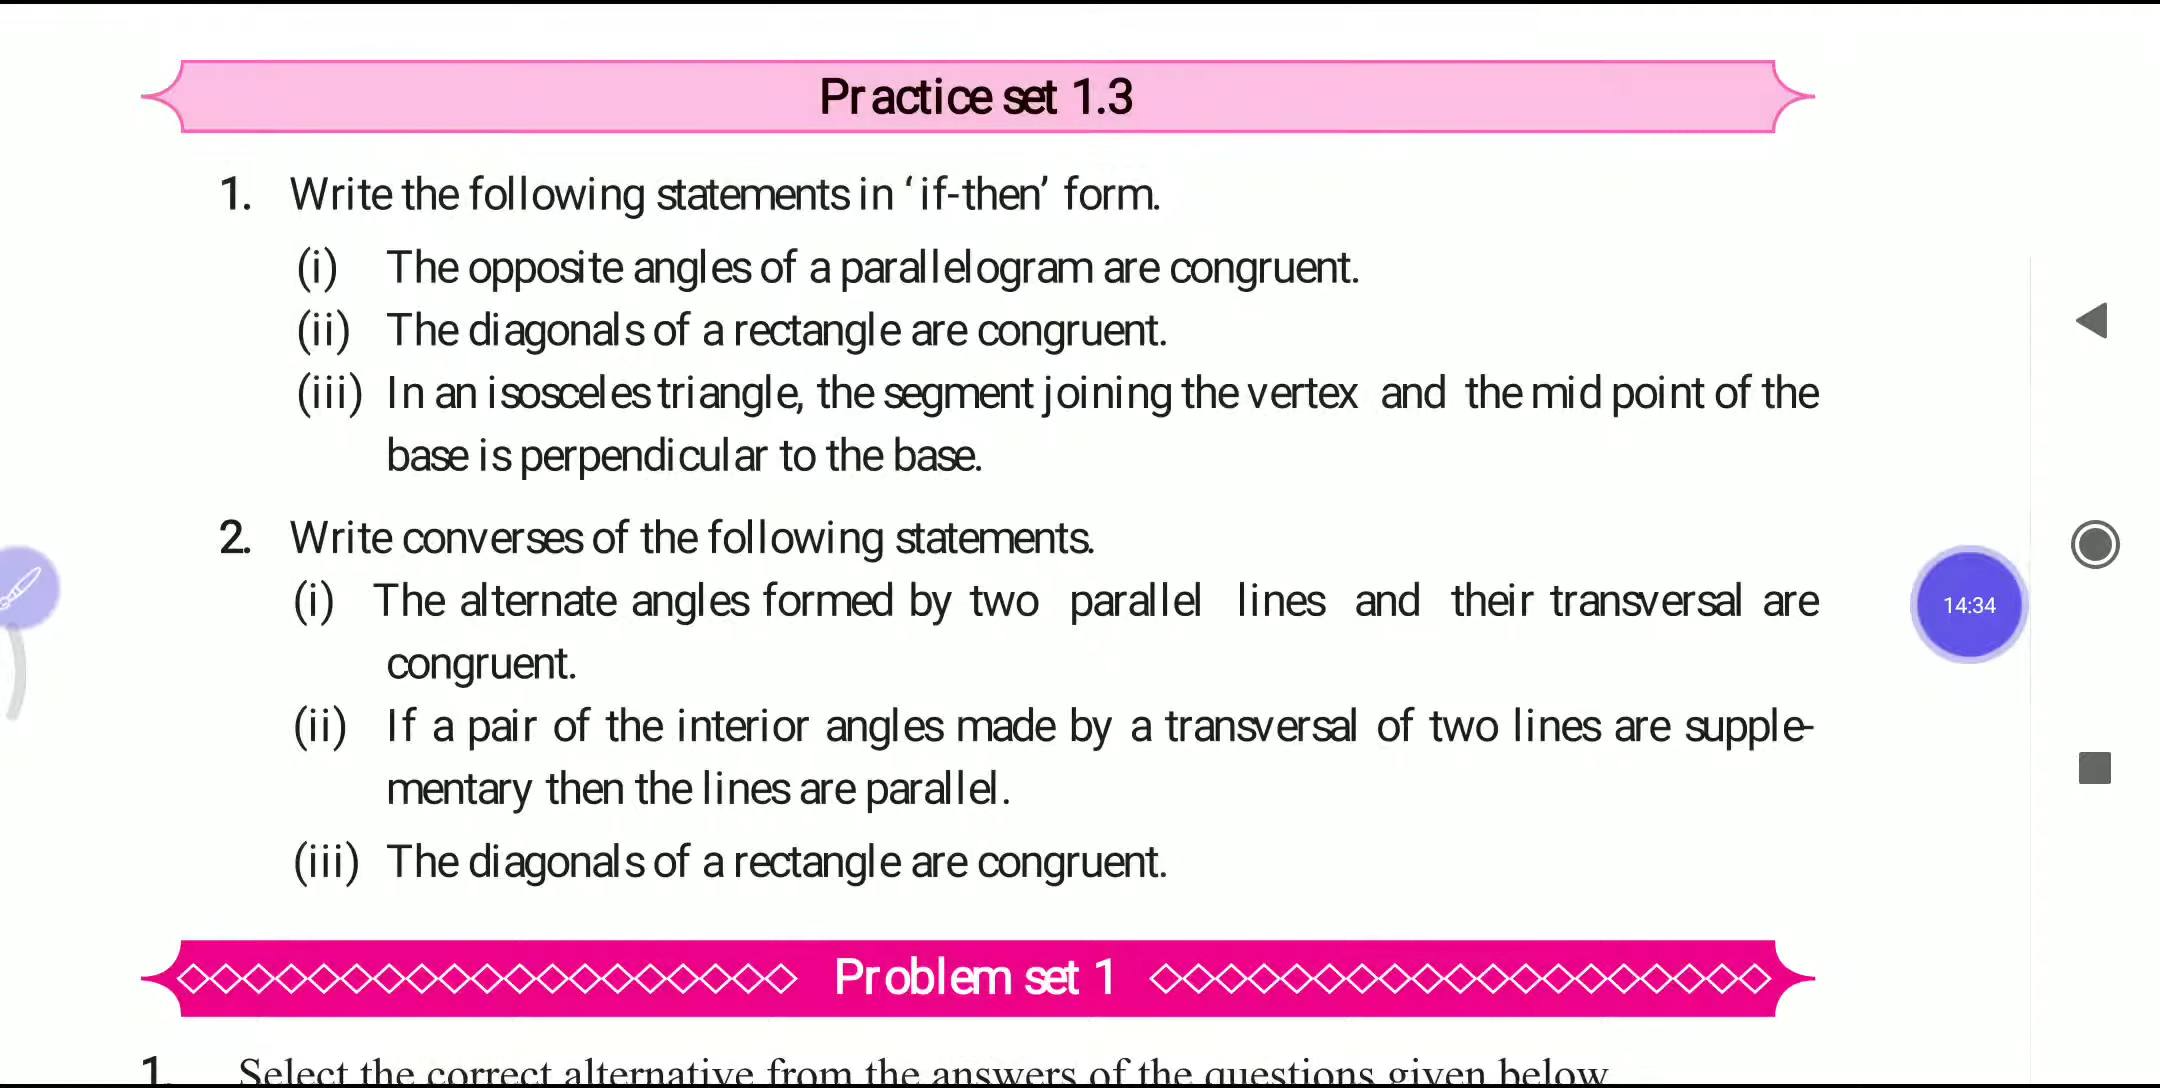 Practice set 1.3
1. Write the following statements in ‘if-then’ form.
(i) The opposite angles of a parallelogram are congruent.
(ii) The diagonals of a rectangle are congruent.
(iii) In an isosceles triangle, the segment joining the vertex and the mid point of the
base is perpendicular to the base.
2. Write converses of the following statements.
(i) The alternate angles formed by two parallel lines and their transversal are
congruent.
14:34
(ii) If a pair of the interior angles made by a transversal of two lines are supple-
mentary then the lines are parallel.
(iii) The diagonals of a rectangle are congruent.
Problem set 1
1. Select the correct alternative from the answers of the questions given below